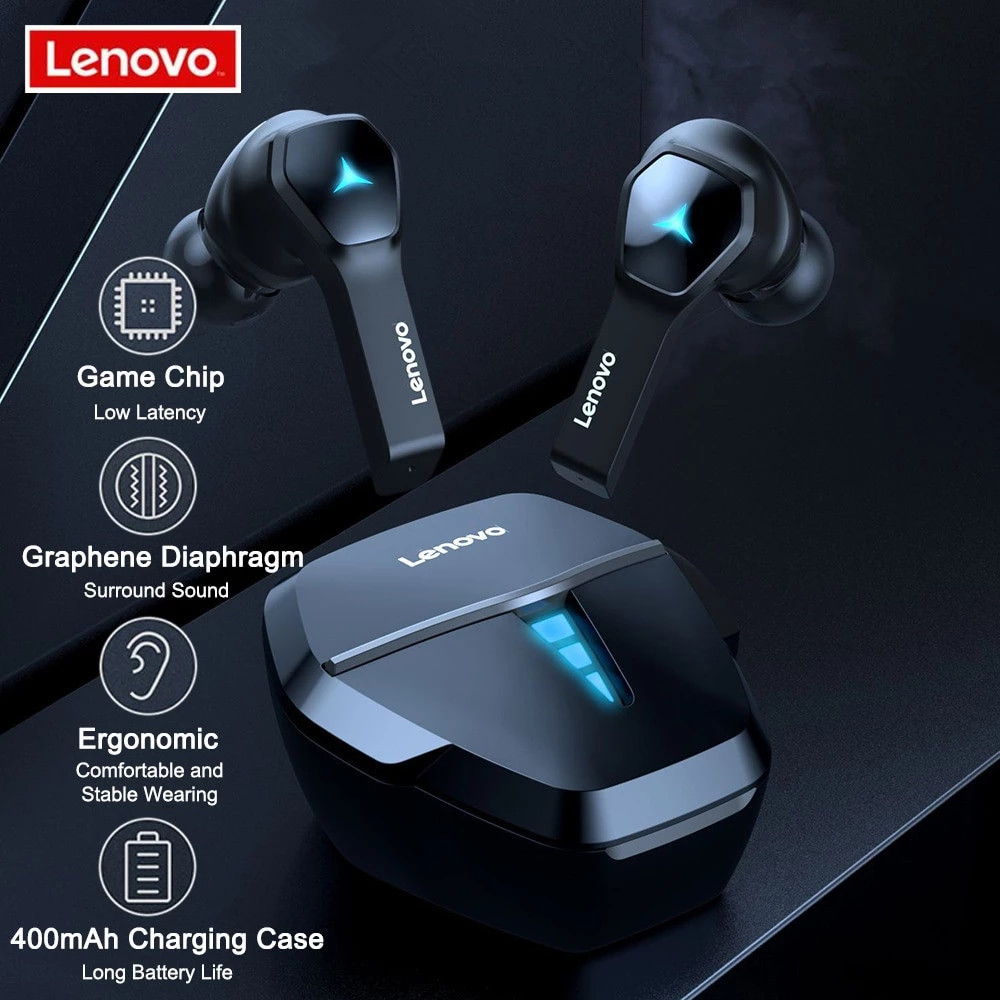 Lenovo
Lenovo
Lenovo
Game Chip
Low Latency
Lenovo
Graphene Diaphragm
Surround Sound
Ergonomic
Comfortable and
Stable Wearing
400mAh Charging Case
Long Battery Life